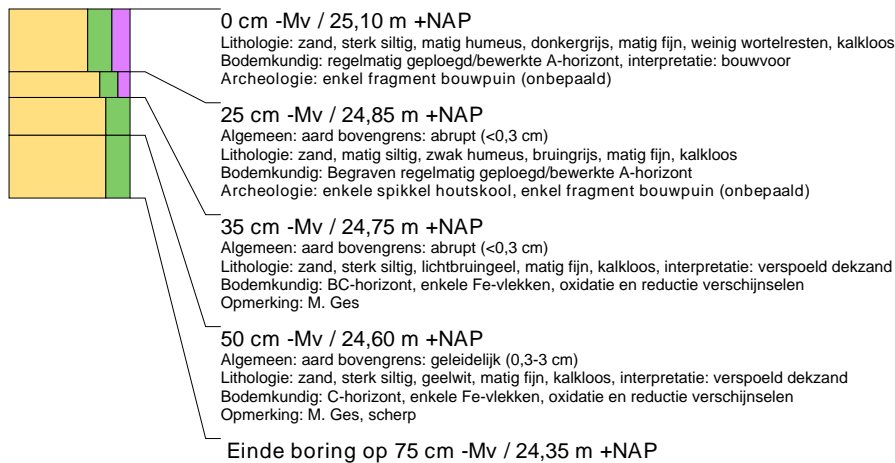 0 cm -Mv / 25,10 m +NAP
Lithologie: zand, sterk siltig, matig humeus, donkergrijs, matig fijn, weinig wortelresten, kalkloos
Bodemkundig: regelmatig geploegd/bewerkte A-horizont, interpretatie: bouwvoor
Archeologie: enkel fragment bouwpuin (onbepaald)
25 cm -Mv / 24,85 m +NAP
Algemeen: aard bovengrens: abrupt (<0,3 cm)
Lithologie: zand, matig siltig, zwak humeus, bruingrijs, matig fijn, kalkloos
Bodemkundig: Begraven regelmatig geploegd/bewerkte A-horizont
Archeologie: enkele spikkel houtskool, enkel fragment bouwpuin (onbepaald)
35 cm -Mv / 24,75 m +NAP
Algemeen: aard bovengrens: abrupt (<0,3 cm)
Lithologie: zand, sterk siltig, lichtbruingeel, matig fijn, kalkloos, interpretatie: verspoeld dekzand
Bodemkundig: BC-horizont, enkele Fe-vlekken, oxidatie en reductie verschijnselen
Opmerking: M. Ges
50 cm -Mv / 24,60 m +NAP
Algemeen: aard bovengrens: geleidelijk (0,3-3 cm)
Lithologie: zand, sterk siltig, geelwit, matig fijn, kalkloos, interpretatie: verspoeld dekzand
Bodemkundig: C-horizont, enkele Fe-vlekken, oxidatie en reductie verschijnselen
Opmerking: M. Ges, scherp
Einde boring op 75 cm -Mv / 24,35 m +NAP